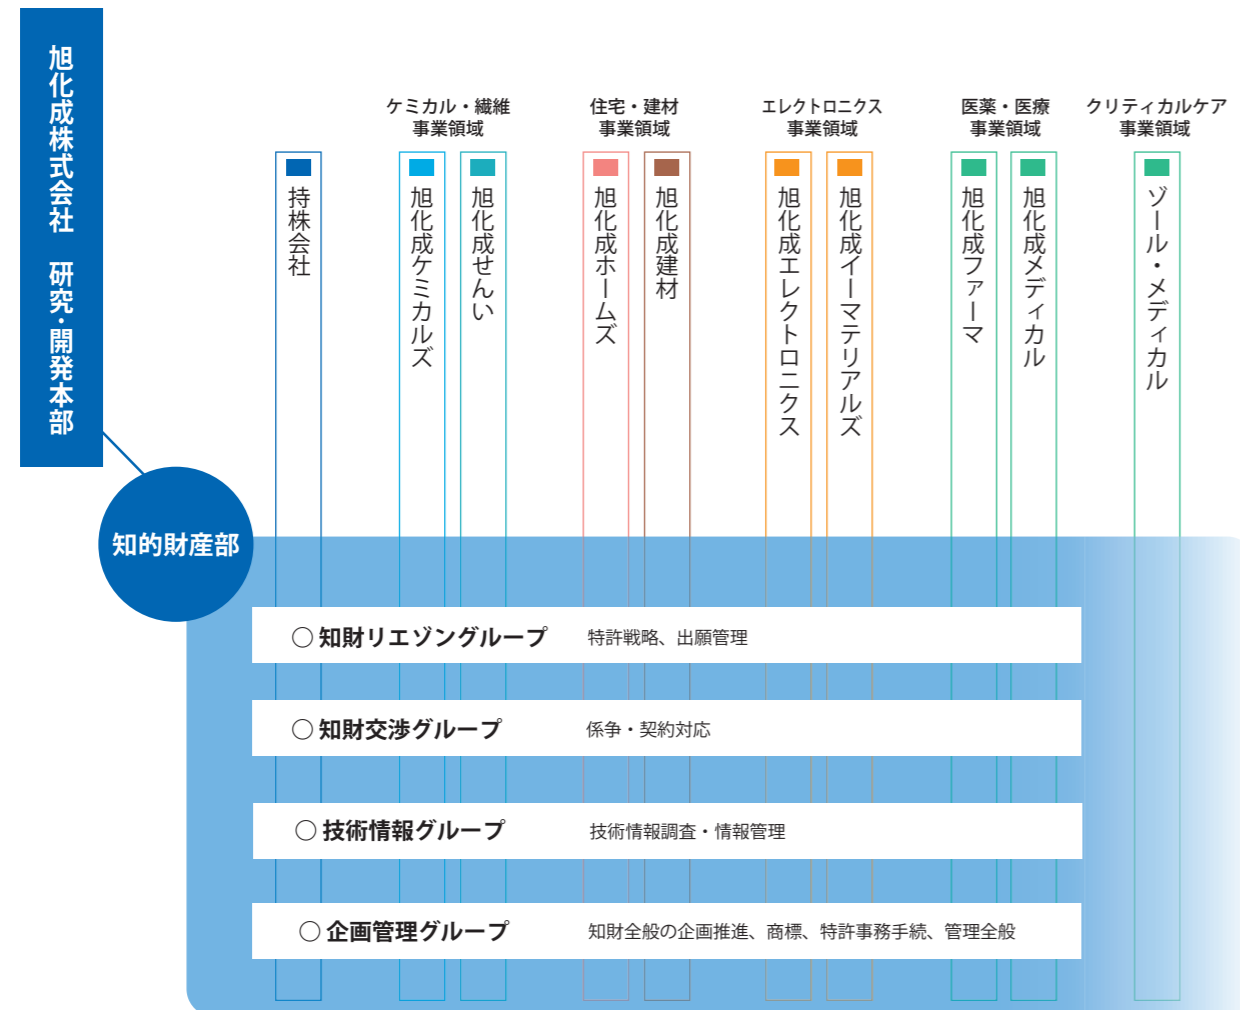 旭化成株式会社 研究・開発本部
知的財産部
ケミカル・繊維
事業領域
住宅・建材
事業領域
エレクトロニクス
事業領域
医薬・医療
事業領域
クリティカルケア
事業領域
持株会社
旭化成ケミカルズ
旭化成せんい
旭化成ホームズ
旭化成建材
旭化成エレクトロニクス
旭化成イーマテリアルズ
旭化成ファーマ
旭化成メディカル
ゾール・メディカル
○ 知財リエゾングループ 特許戦略、出願管理
○ 知財交渉グループ 係争・契約対応
○ 技術情報グループ 技術情報調査・情報管理
○ 企画管理グループ 知財全般の企画推進、商標、特許事務手続、管理全般